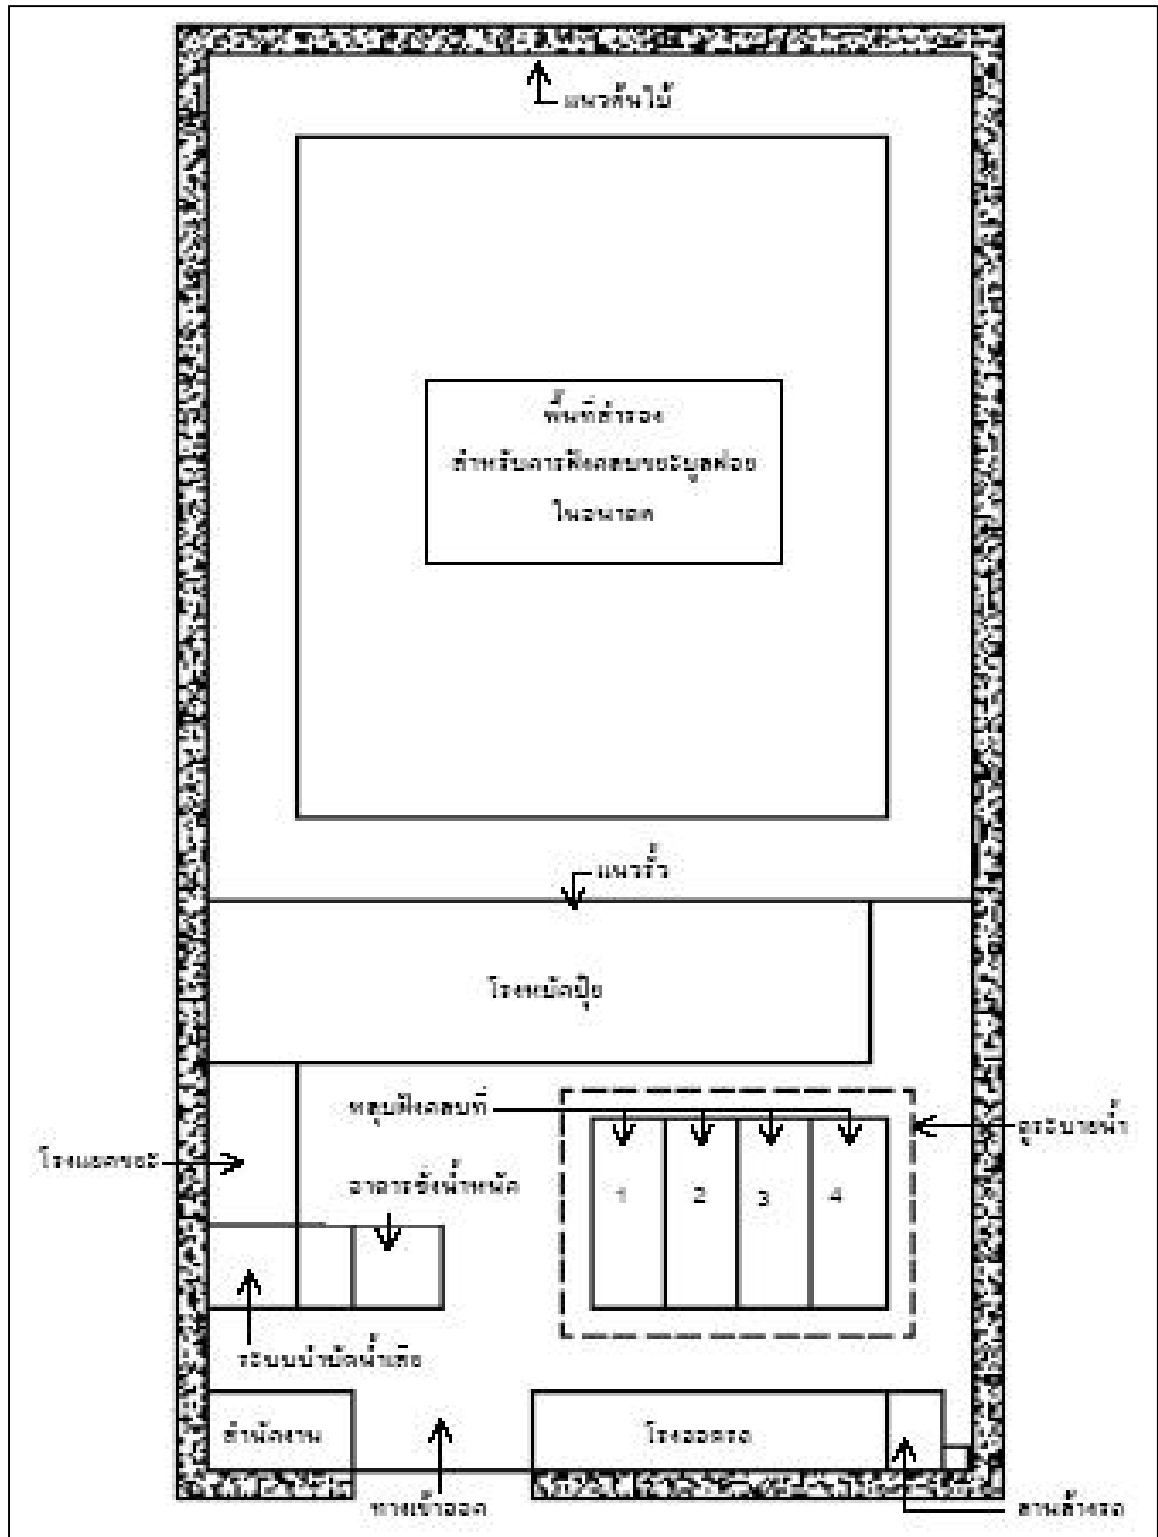 แนวต้นไม้
พื้นที่สำรอง
สำหรับการฝังกลบขยะมูลฝอย
ในอนาคต
แนวรั้ว
โรงหมักปุ๋ย
หลุมฝังกลบที่
คูระบายน้ำ
โรงแยกขยะ
อาคารชั่งน้ำหนัก
1
2
3
4
ระบบบำบัดน้ำเสีย
สำนักงาน
โรงจอดรถ
ทางเข้าออก
ลานล้างรถ